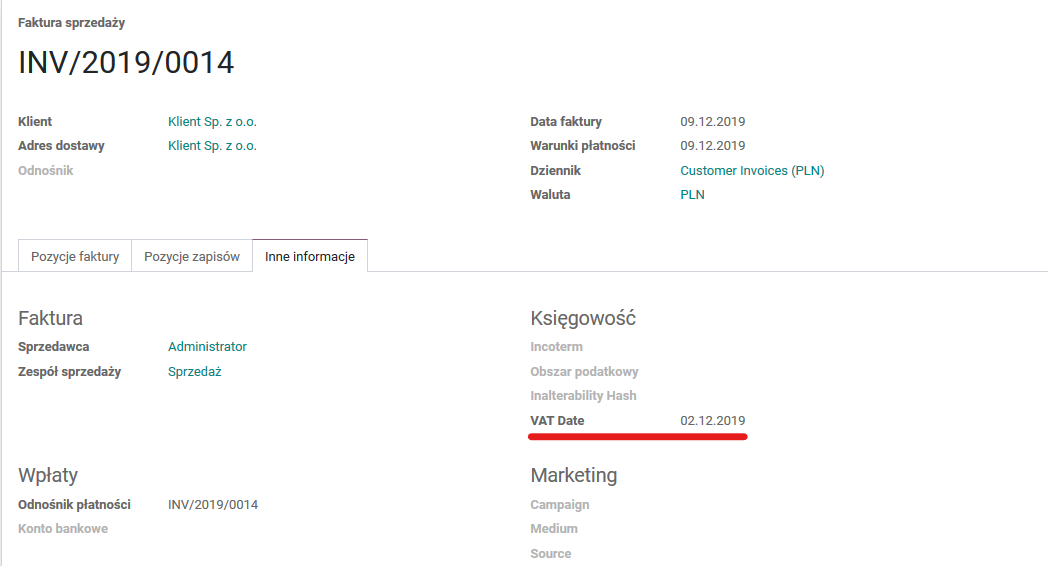 Faktura sprzedaży
INV/2019/0014
Klient Klient Sp. z o.o.
Adres dostawy Klient Sp. z o.o.
Odnośnik
Data faktury 09.12.2019
Warunki płatności 09.12.2019
Dziennik Customer Invoices (PLN)
Waluta PLN
Pozycje faktury Pozycje zapisów Inne informacje
Faktura
Sprzedawca Administrator
Zespół sprzedaży Sprzedaż
Księgowość
Incoterm
Obszar podatkowy
Inalterability Hash
VAT Date 02.12.2019
Wpłaty
Odnośnik płatności INV/2019/0014
Konto bankowe
Marketing
Campaign
Medium
Source